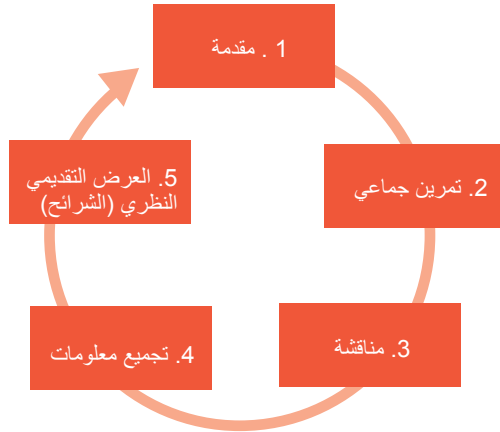 1 . مقدمة
2. تمرين جماعي
3. مناقشة
4. تجميع معلومات
5. العرض التقديمي
النظري (الشرائح)